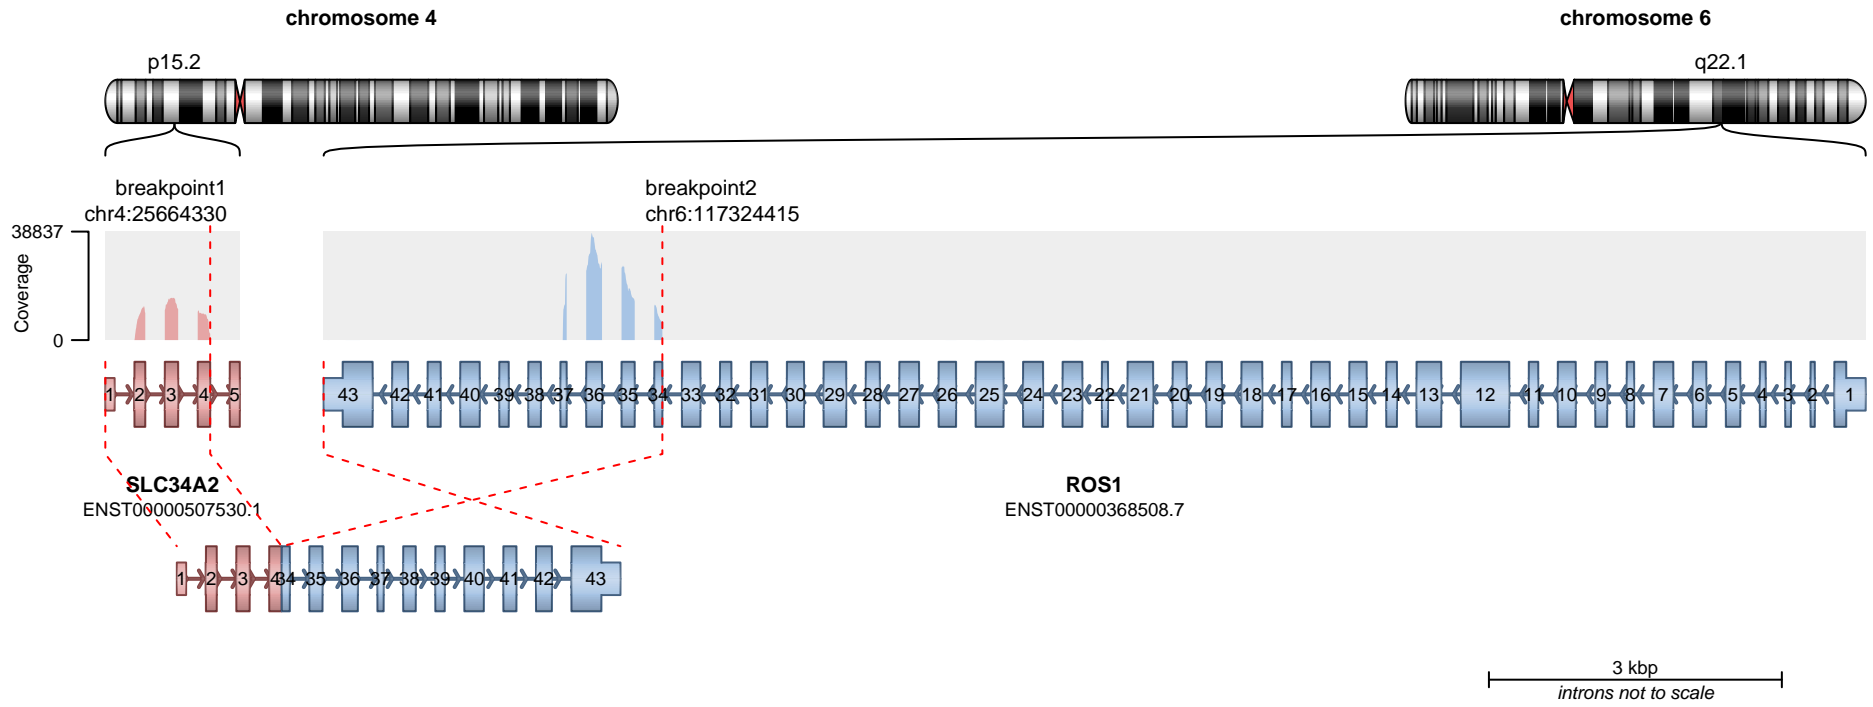 chromosome 4
chromosome 6
p15.2
q22.1
breakpoint1
chr4:25664330
breakpoint2
chr6:117324415
38837
Coverage
0
1 2 3 4 5
43 42 41 40 39 38 37 36 35 34 33 32 31 30 29 28 27 26 25 24 23 22 21 20 19 18 17 16 15 14 13 12 11 10 9 8 7 6 5 4 3 2 1
SLC34A2
ENST00000507530.1
ROS1
ENST00000368508.7
1 2 3 4 34 35 36 37 38 39 40 41 42 43
3 kbp
introns not to scale